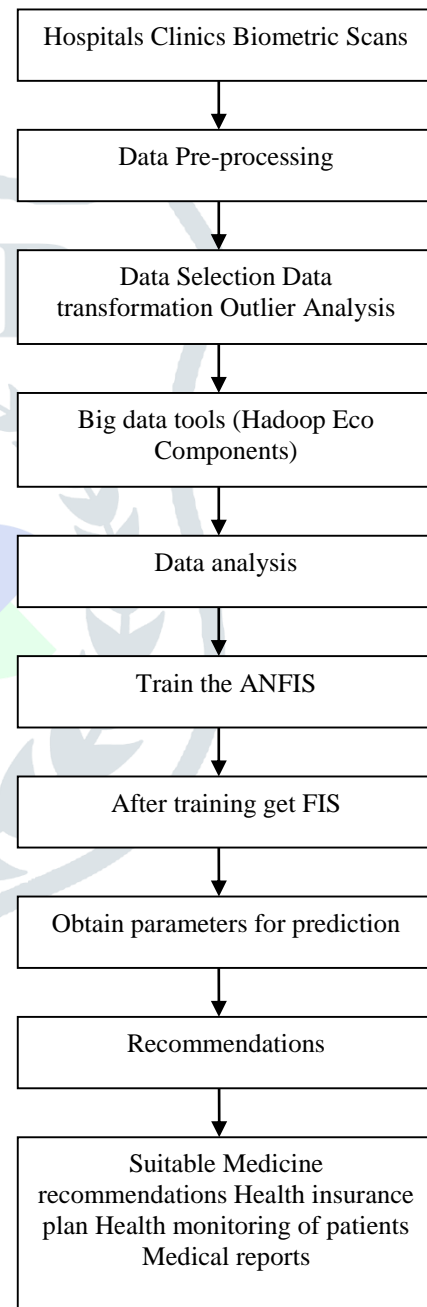 Hospitals Clinics Biometric Scans
Data Pre-processing
Data Selection Data
transformation Outlier Analysis
Big data tools (Hadoop Eco
Components)
Data analysis
Train the ANFIS
After training get FIS
Obtain parameters for prediction
Recommendations
Suitable Medicine
recommendations Health insurance
plan Health monitoring of patients
Medical reports